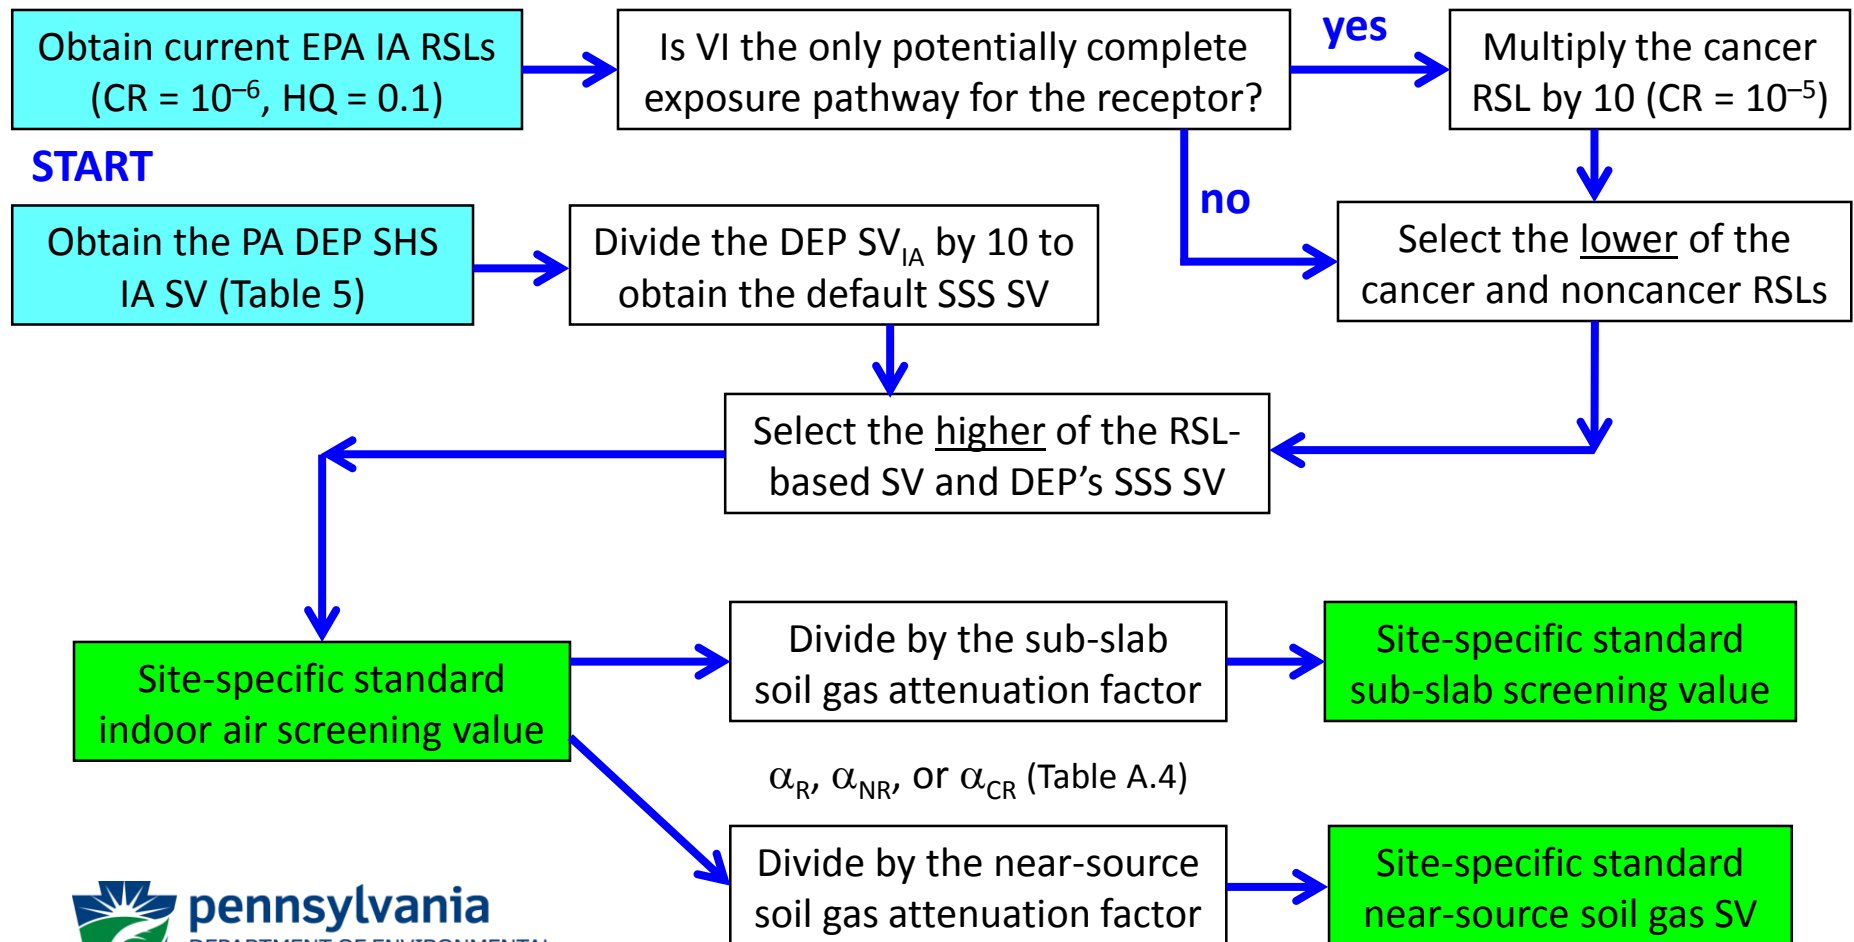 Obtain current EPA IA RSLs
(CR = 10⁻⁶, HQ = 0.1)
Is VI the only potentially complete
exposure pathway for the receptor?
yes
Multiply the cancer
RSL by 10 (CR = 10⁻⁵)
START
no
Obtain the PA DEP SHS
IA SV (Table 5)
Divide the DEP SV_IA by 10 to
obtain the default SSS SV
Select the lower of the
cancer and noncancer RSLs
Select the higher of the RSL-
based SV and DEP’s SSS SV
Site-specific standard
indoor air screening value
Divide by the sub-slab
soil gas attenuation factor
Site-specific standard
sub-slab screening value
α_R, α_NR, or α_CR (Table A.4)
Divide by the near-source
soil gas attenuation factor
Site-specific standard
near-source soil gas SV
pennsylvania
DEPARTMENT OF ENVIRONMENTAL